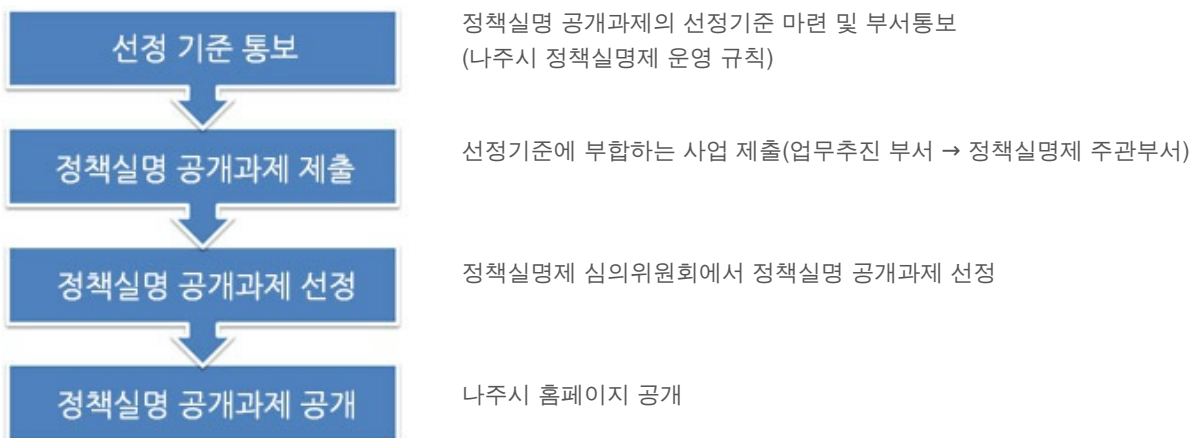 선정 기준 통보
정책실명 공개과제의 선정기준 마련 및 부서통보
(나주시 정책실명제 운영 규칙)
정책실명 공개과제 제출
선정기준에 부합하는 사업 제출(업무추진 부서 → 정책실명제 주관부서)
정책실명 공개과제 선정
정책실명제 심의위원회에서 정책실명 공개과제 선정
정책실명 공개과제 공개
나주시 홈페이지 공개